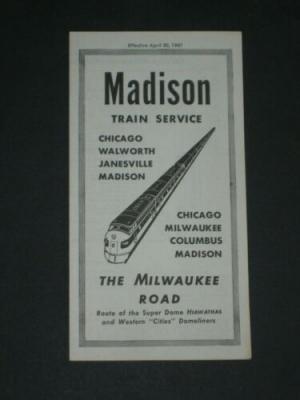 Effective April 30, 1967
Madison
TRAIN SERVICE
CHICAGO
WALWORTH
JANESVILLE
MADISON
CHICAGO
MILWAUKEE
COLUMBUS
MADISON
THE MILWAUKEE
ROAD
Route of the Super Dome HIAWATHAS
and Western "Cities" Domeliners